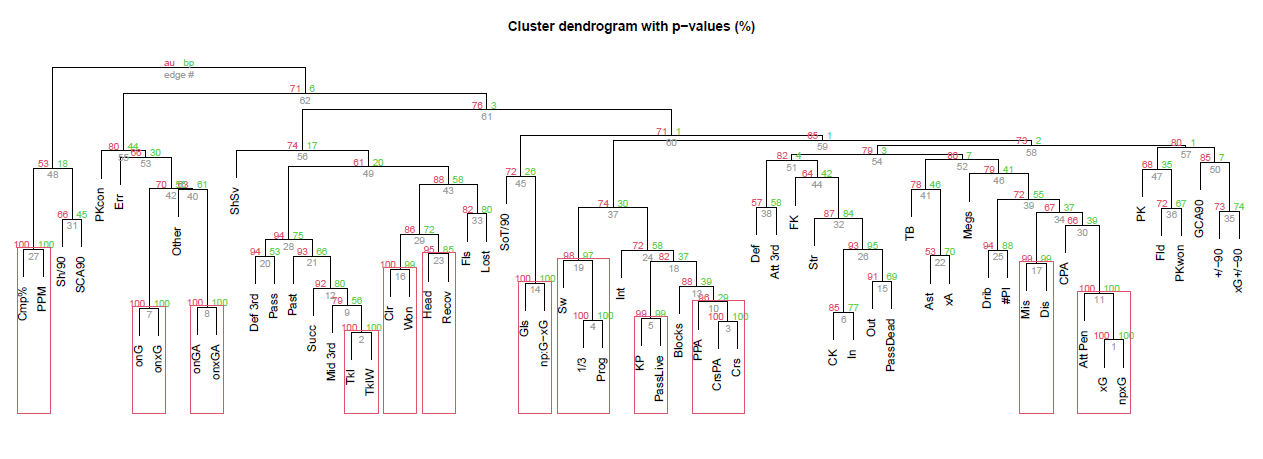 Cluster dendrogram with p−values (%)
au bp
edge #
71 6
62
76 3
61
71 1
60
65 1
59
73 2
58
80 1
57
74 17
56
80 44
55
79 3
54
66 30
53
86 7
52
82 4
51
85 7
50
61 20
49
53 18
48
68 35
47
79 41
46
72 26
45
64 42
44
88 58
43
70
42
78 46
41
61
40
72 55
39
57 58
38
74 30
37
72 67
36
73 74
35
67 37
34
82 80
33
87 84
32
66 45
31
66 39
30
86 72
29
94 75
28
100 100
27
93 95
26
94 88
25
72 58
24
95 85
23
53 70
22
93 66
21
94 53
20
98 97
19
82 37
18
99 99
17
100 99
16
91 69
15
100 100
14
88 39
13
92 80
12
100 100
11
96 29
10
79 56
9
100 100
8
100 100
7
85 77
6
99 99
5
100 100
4
100 100
3
100 100
2
100 100
1
Cmp%
PPM
Sh/90
SCA90
PKcon
Err
onG
onxG
Other
onGA
onxGA
ShSv
Def 3rd
Pass
Past
Succ
Mid 3rd
Tkl
TklW
Clr
Won
Head
Recov
Fls
Lost
SoT/90
Gls
np:G−xG
Sw
1/3
Prog
Int
KP
PassLive
Blocks
PPA
CrsPA
Crs
Def
Att 3rd
FK
Str
CK
In
Out
PassDead
TB
Ast
xA
Megs
Drib
#Pl
Mis
Dis
CPA
Att Pen
xG
npxG
PK
Fld
PKwon
GCA90
+/−90
xG+/−90